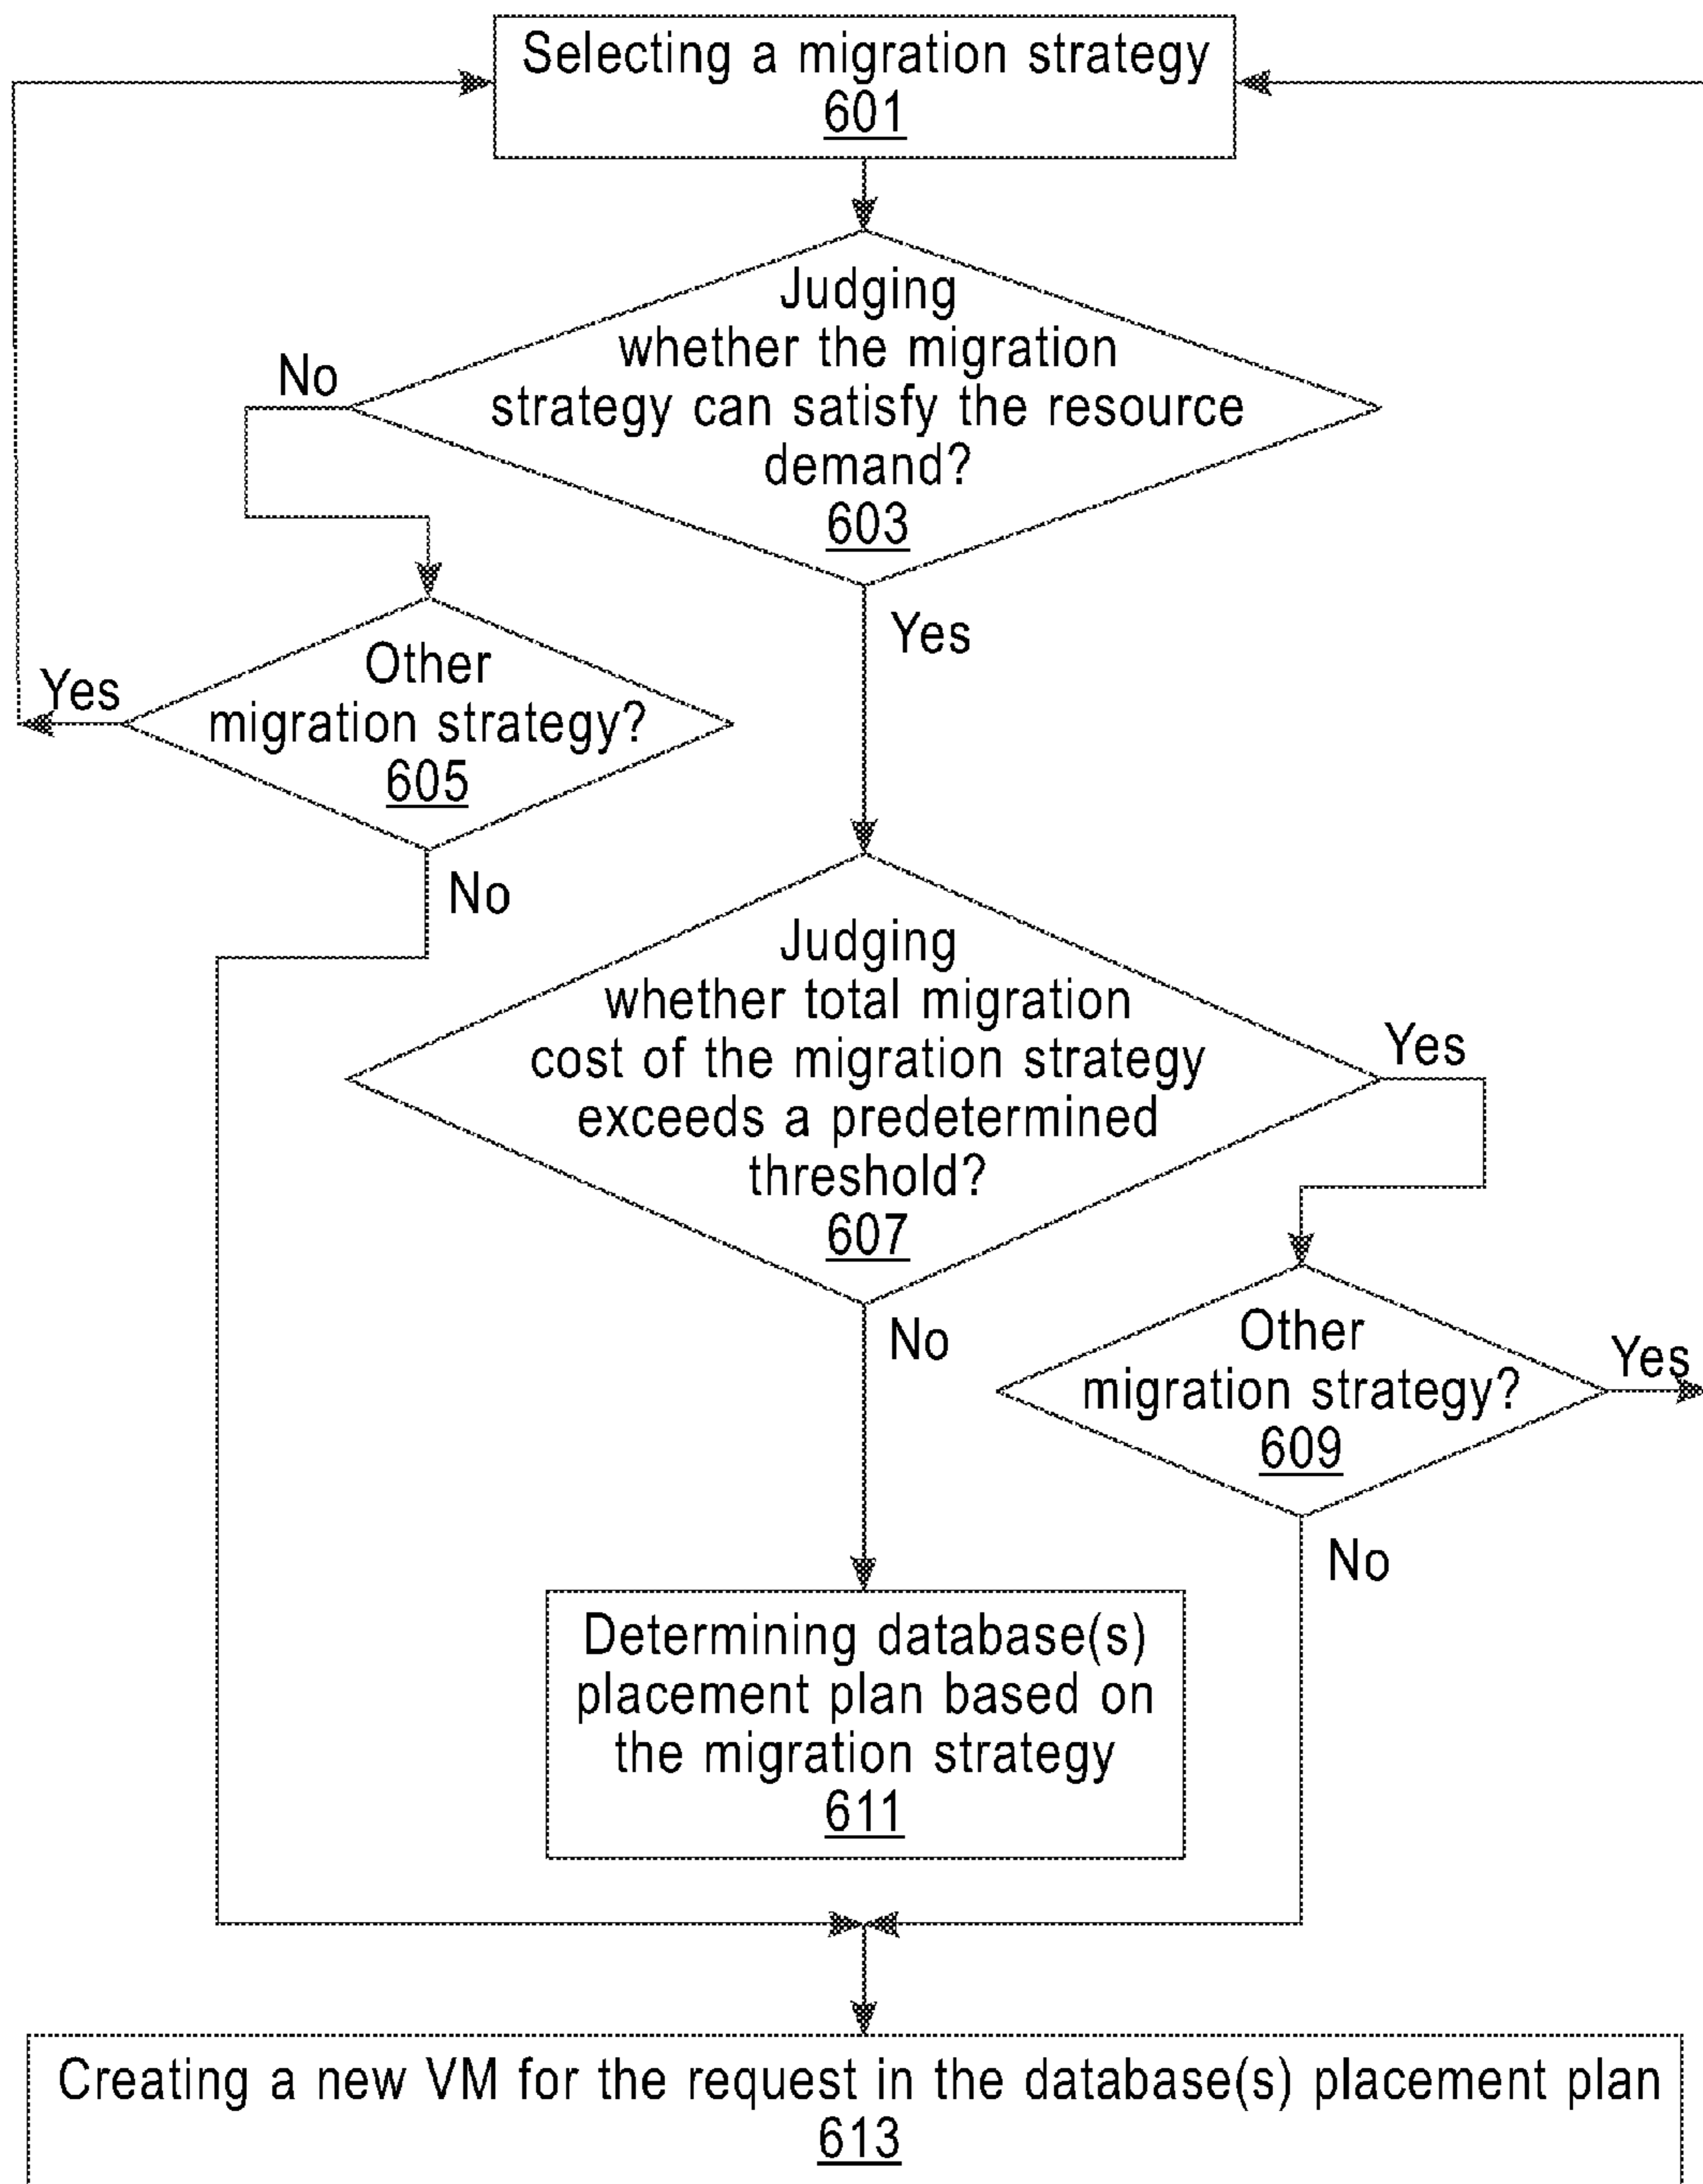 Selecting a migration strategy
601
Judging
whether the migration
strategy can satisfy the resource
demand?
603
No
Yes
Other
migration strategy?
605
Yes
No
Judging
whether total migration
cost of the migration strategy
exceeds a predetermined
threshold?
607
Yes
No
Other
migration strategy?
609
Yes
No
Determining database(s)
placement plan based on
the migration strategy
611
Creating a new VM for the request in the database(s) placement plan
613